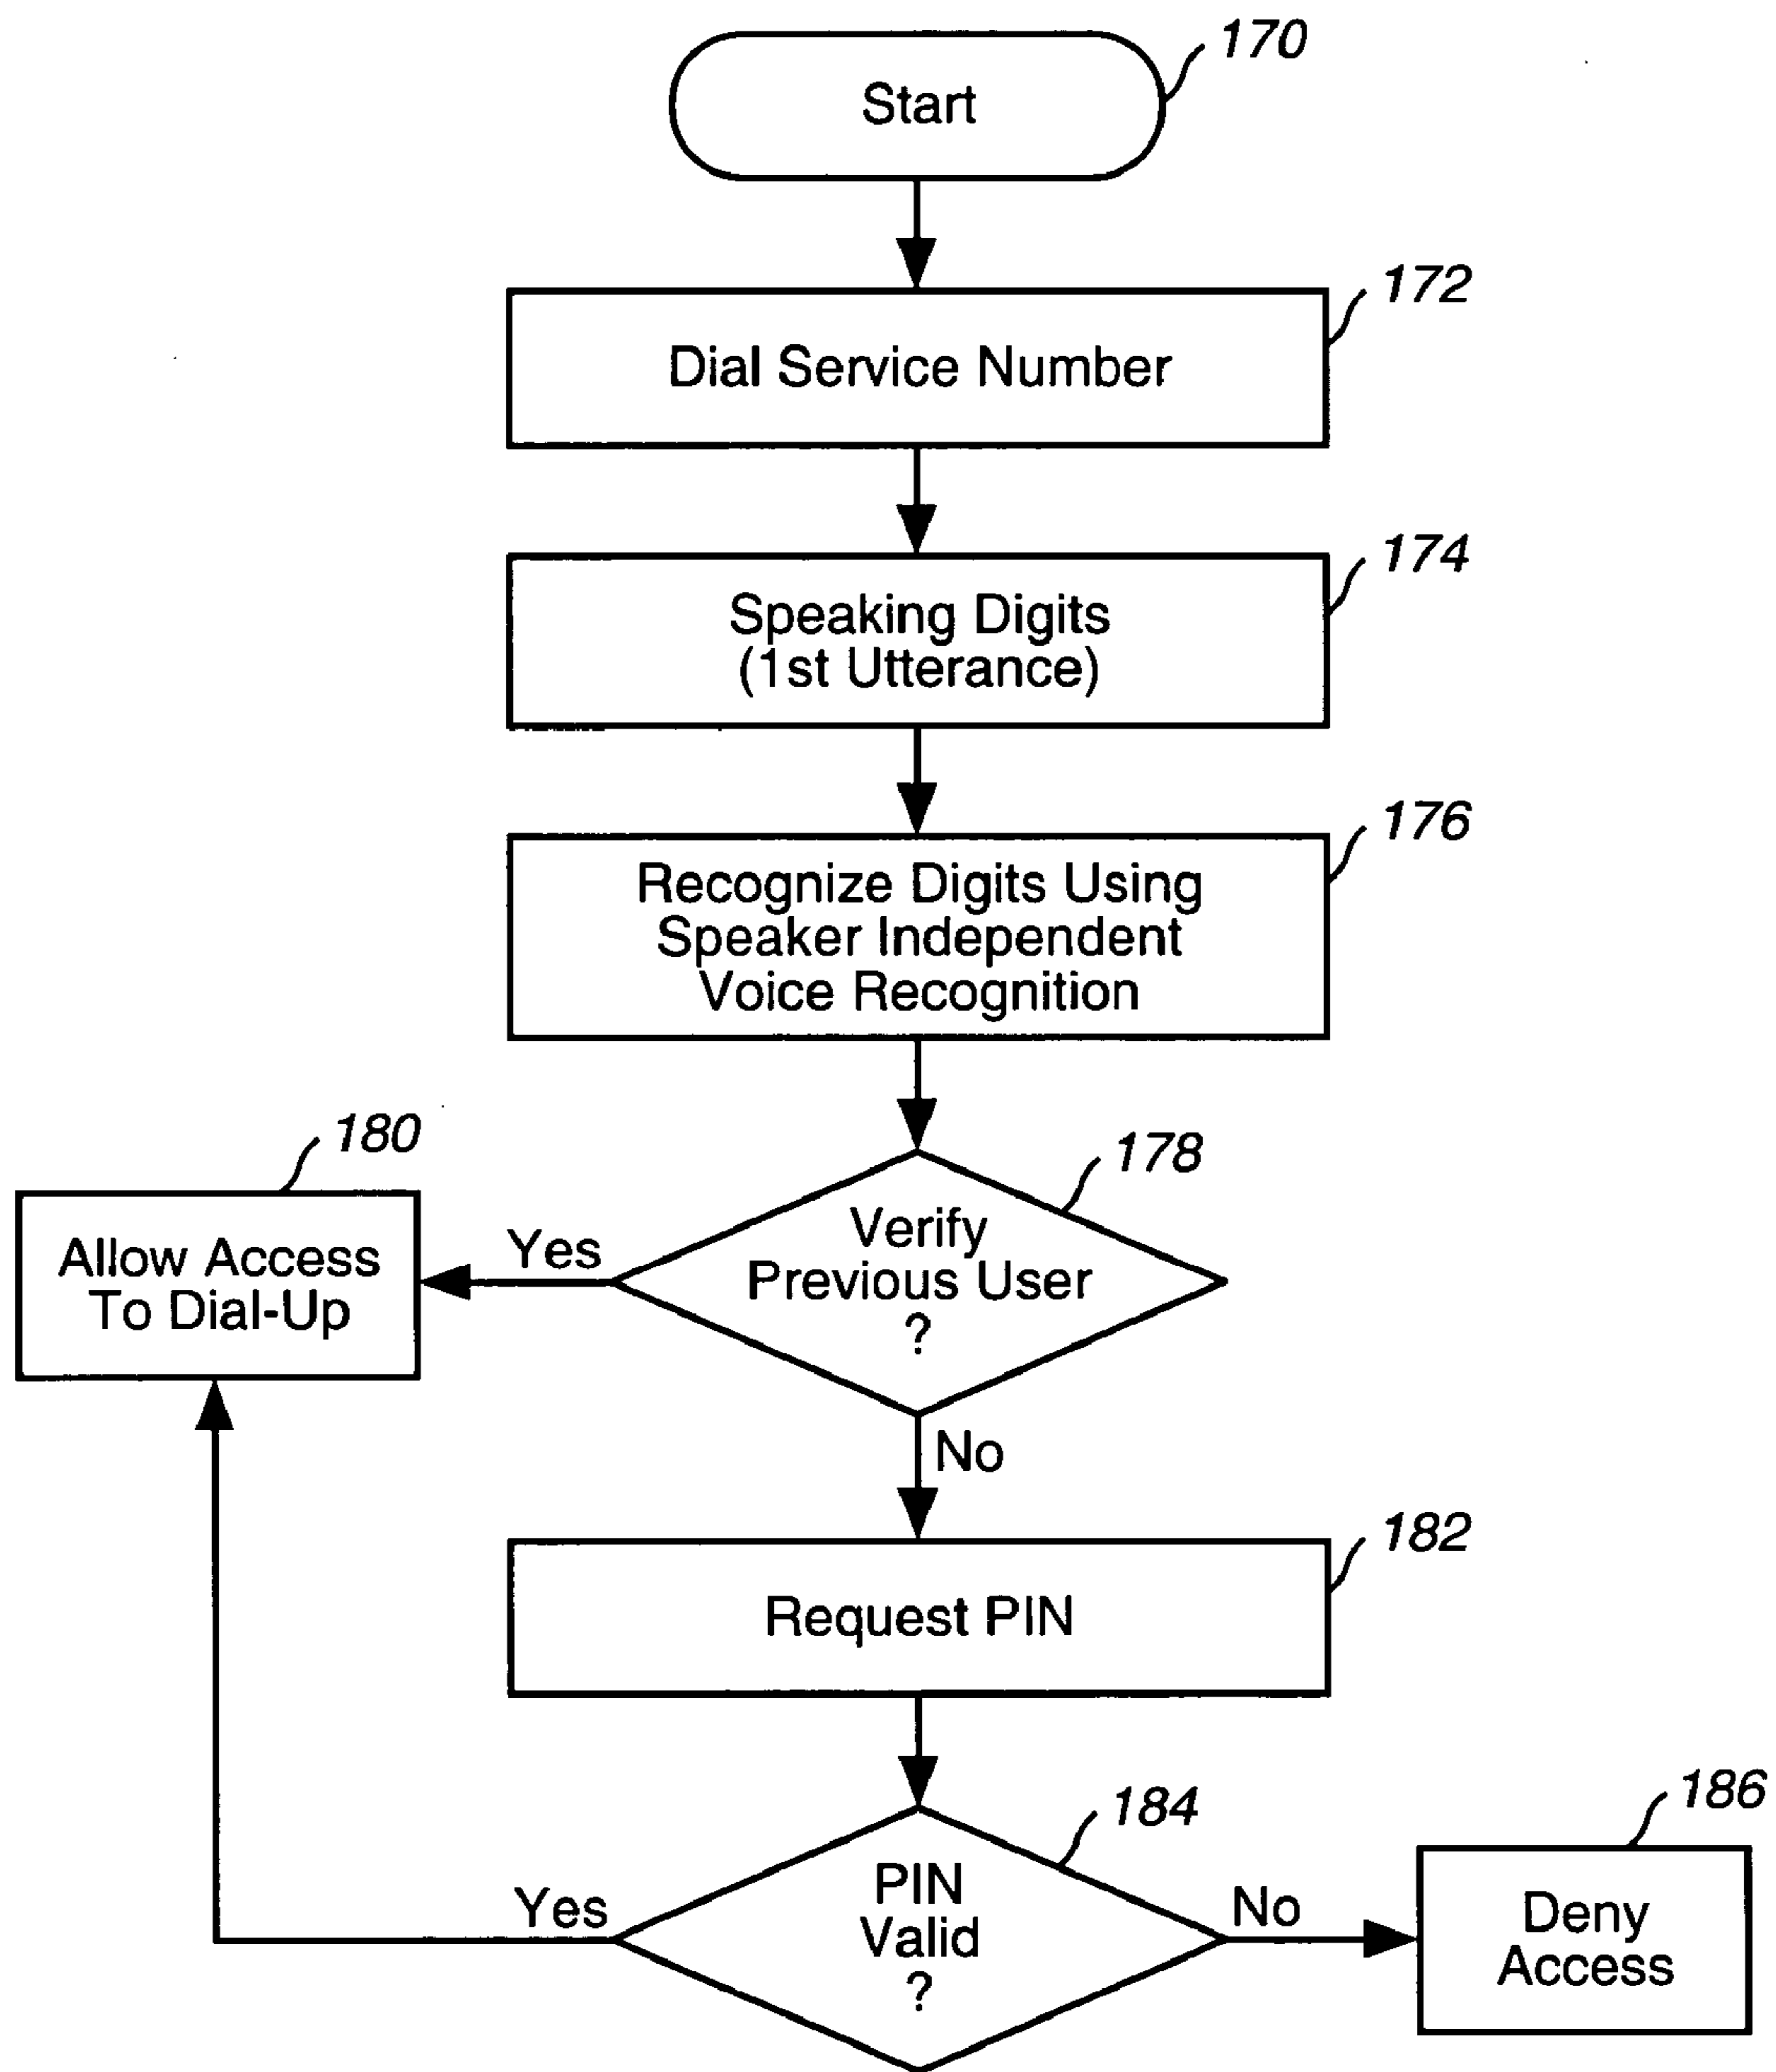 170
Start
172
Dial Service Number
174
Speaking Digits
(1st Utterance)
176
Recognize Digits Using
Speaker Independent
Voice Recognition
180
178
Allow Access
To Dial-Up
Yes
Verify
Previous User
?
No
182
Request PIN
184
186
Yes
PIN
Valid
?
No
Deny
Access